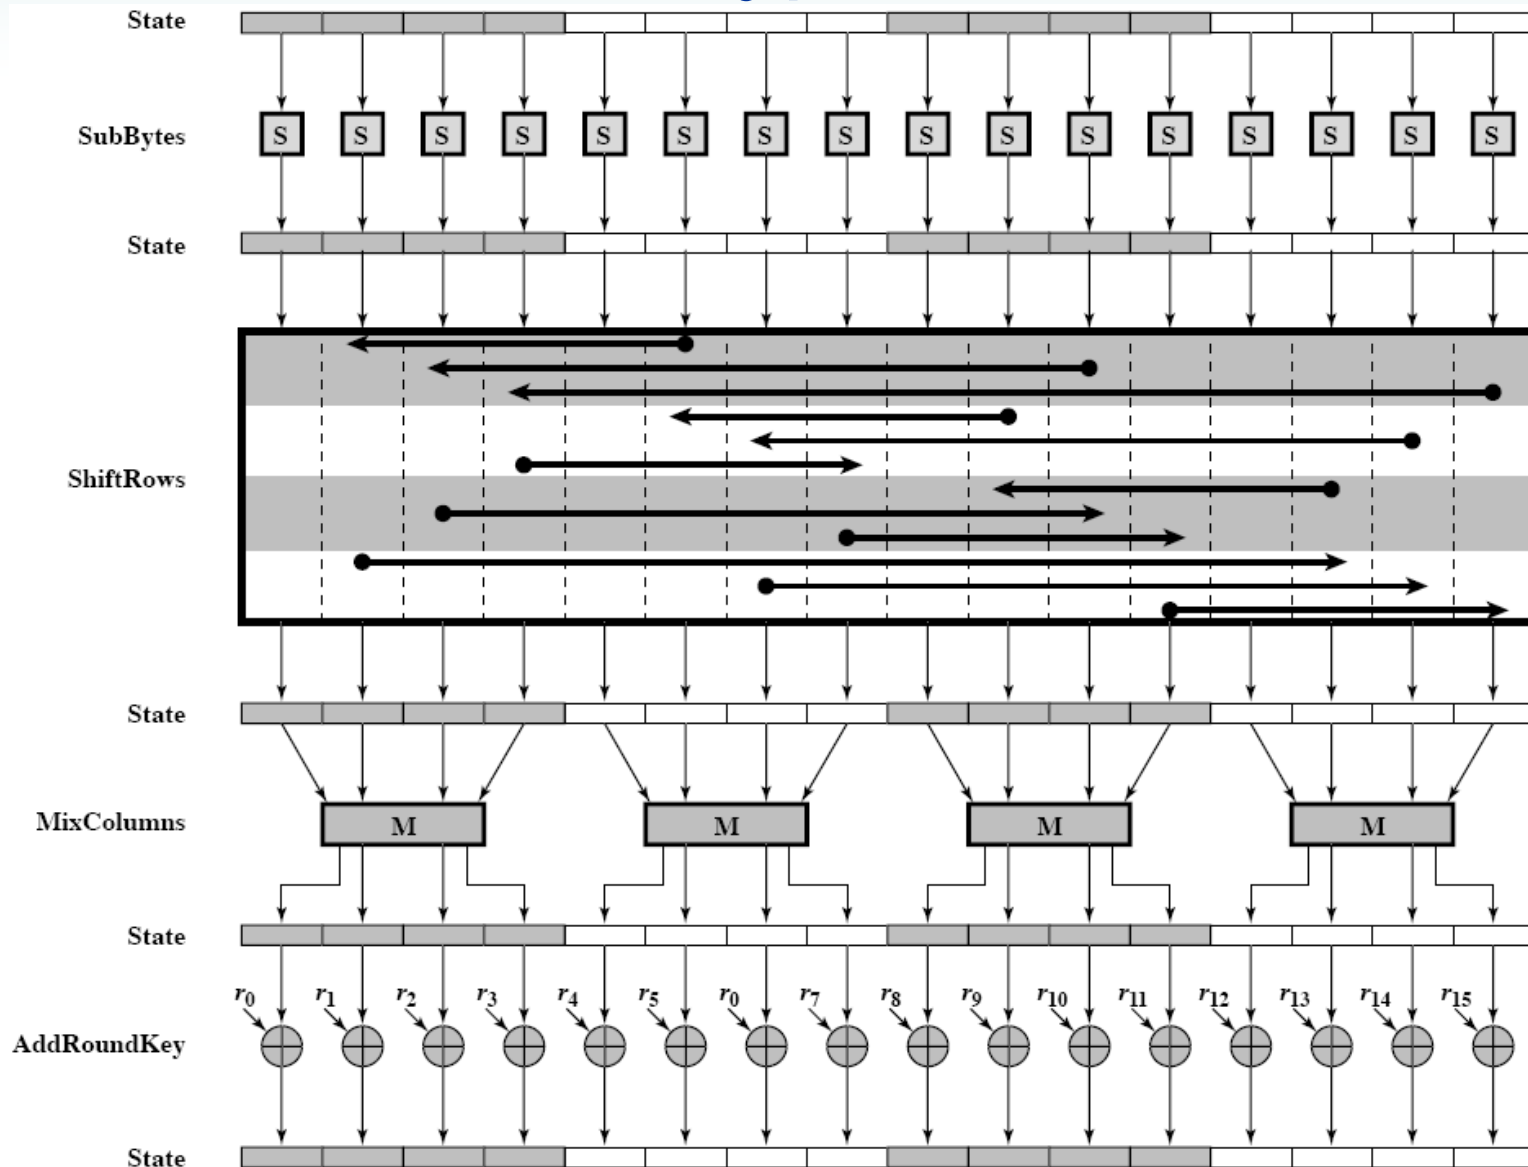 State
S S S S S S S S S S S S S S S S
SubBytes
State
ShiftRows
State
M M M M
MixColumns
State
r0 r1 r2 r3 r4 r5 r0 r7 r8 r9 r10 r11 r12 r13 r14 r15
AddRoundKey
State